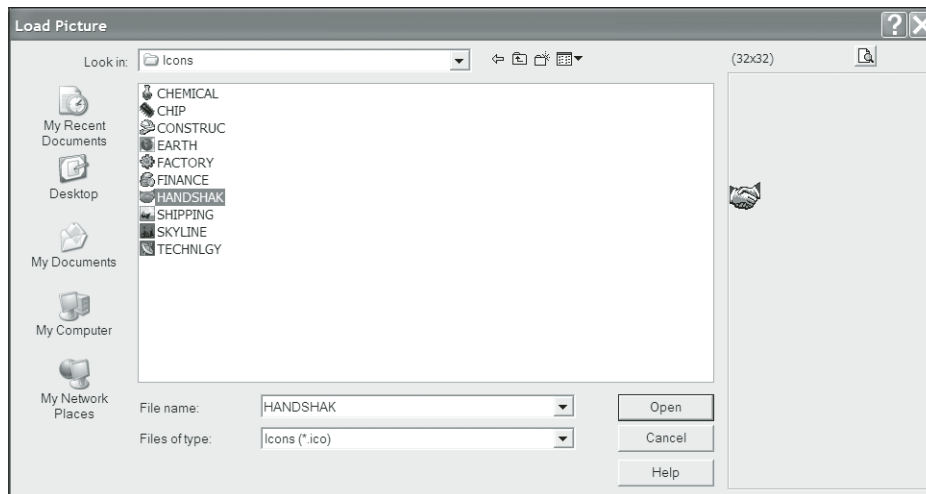 Load Picture
Look in:
Icons
(32x32)
My Recent
Documents
Desktop
My Documents
My Computer
My Network
Places
CHEMICAL
CHIP
CONSTRUC
EARTH
FACTORY
FINANCE
HANDSHAK
SHIPPING
SKYLINE
TECHNLGY
File name:
HANDSHAK
Open
Files of type:
Icons (*.ico)
Cancel
Help